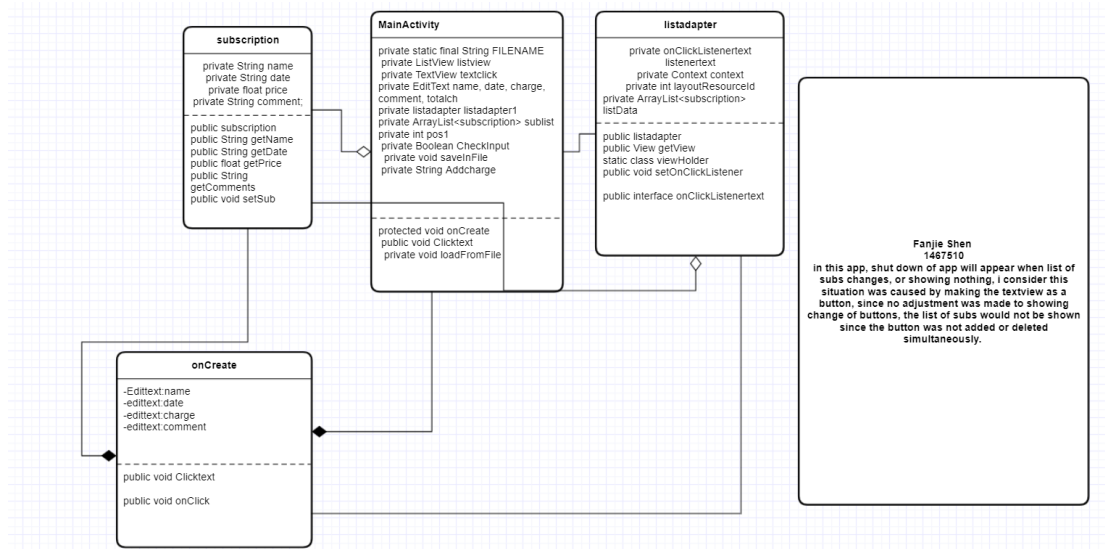 subscription
private String name
private String date
private float price
private String comment;
public subscription
public String getName
public String getDate
public float getPrice
public String
getComments
public void setSub
MainActivity
private static final String FILENAME
private ListView listview
private TextView textclick
private EditText name, date, charge,
comment, totalch
private listadapter listadapter1
private ArrayList<subscription> sublist
private int pos1
private Boolean CheckInput
private void saveInFile
private String Addcharge
protected void onCreate
public void Clicktext
private void loadFromFile
listadapter
private onClickListenertext
listenertext
private Context context
private int layoutResourceId
private ArrayList<subscription>
listData
public listadapter
public View getView
static class viewHolder
public void setOnClickListener
public interface onClickListenertext
Fanjie Shen
1467510
in this app, shut down of app will appear when list of
subs changes, or showing nothing, i consider this
situation was caused by making the textview as a
button, since no adjustment was made to showing
change of buttons, the list of subs would not be shown
since the button was not added or deleted
simultaneously.
onCreate
-Edittext:name
-edittext:date
-edittext:charge
-edittext:comment
public void Clicktext
public void onClick